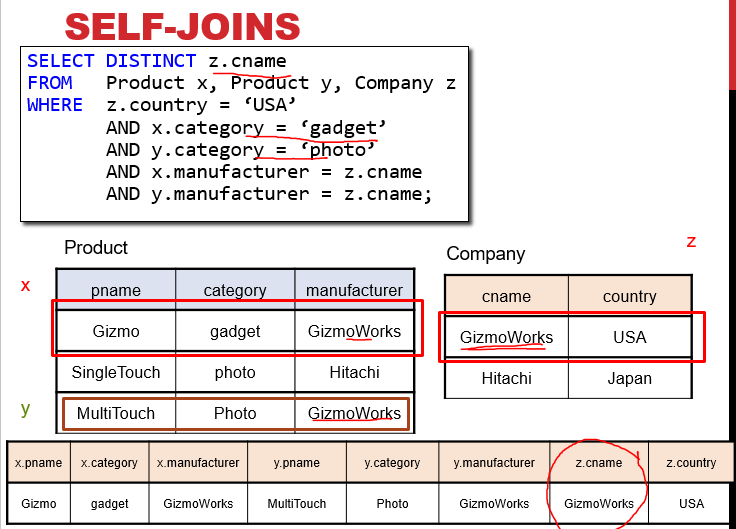 SELF-JOINS
SELECT DISTINCT z.cname
FROM Product x, Product y, Company z
WHERE z.country = ‘USA’
AND x.category = ‘gadget’
AND y.category = ‘photo’
AND x.manufacturer = z.cname
AND y.manufacturer = z.cname;
Product
x
pname category manufacturer
Gizmo gadget GizmoWorks
SingleTouch photo Hitachi
y
MultiTouch Photo GizmoWorks
z
Company
cname country
GizmoWorks USA
Hitachi Japan
x.pname x.category x.manufacturer y.pname y.category y.manufacturer z.cname z.country
Gizmo gadget GizmoWorks MultiTouch Photo GizmoWorks GizmoWorks USA